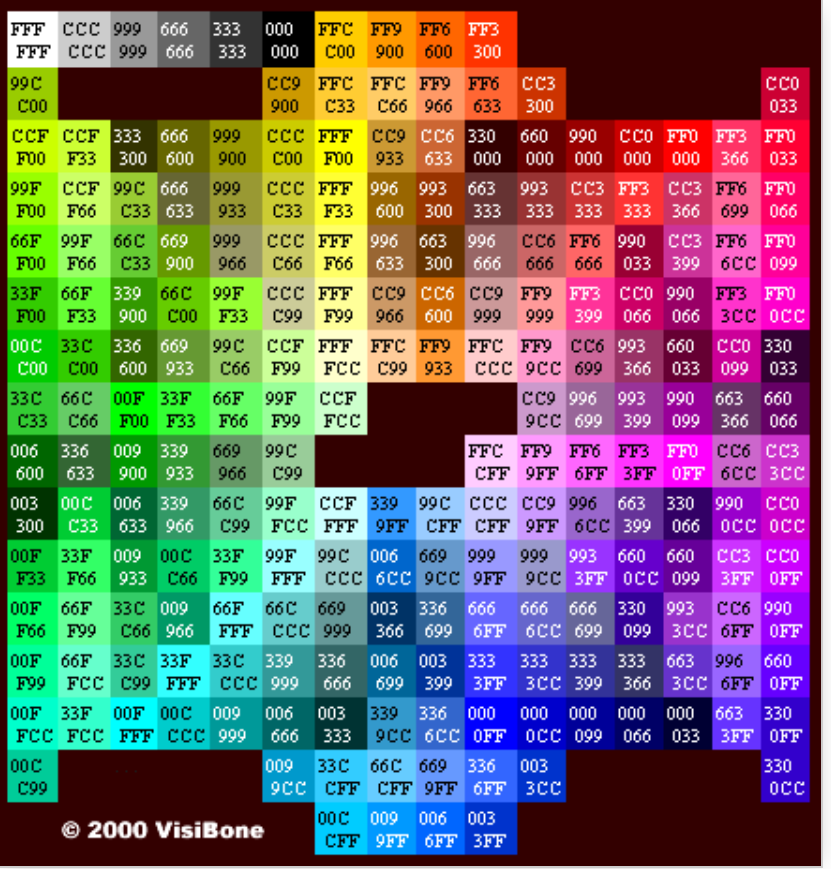 FFF CCC 999 666 333 000 FFC FF9 FF6 FF3
FFF CCC 999 666 333 000 C00 900 600 300
99C CC9 FFC FFC FF9 FF6 CC3 CC0
C00 900 C33 C66 966 633 300 033
CCF CCF 333 666 999 CCC FFF CC9 CC6 330 660 990 CC0 FF0 FF3 FF0
F00 F33 300 600 900 C00 F00 933 633 000 000 000 000 000 366 033
99F CCF 99C 666 999 CCC FFF 996 993 663 993 CC3 FF3 CC3 FF6 FF0
F00 F66 C33 633 933 C33 F33 600 300 333 333 333 333 366 699 066
66F 99F 66C 669 999 CCC FFF 996 663 996 CC6 FF6 990 CC3 FF6 FF0
F00 F66 C33 900 966 C66 F66 633 300 666 666 666 033 399 6CC 099
33F 66F 339 66C 99F CCC FFF CC9 CC6 CC9 FF9 FF3 CC0 990 FF3 FF0
F00 F33 900 C00 F33 C99 F99 966 600 999 999 399 066 066 3CC 0CC
00C 33C 336 669 99C CCF FFF FFC FF9 FFC FF9 CC6 993 660 CC0 330
C00 C00 600 933 C66 F99 FCC C99 933 CCC 9CC 699 366 033 099 033
33C 66C 00F 33F 66F 99F CCF CC9 996 993 990 663 660
C33 C66 F00 F33 F66 F99 FCC 9CC 699 399 099 366 066
006 336 009 339 669 99C FFC FF9 FF6 FF3 FF0 CC6 CC3
600 633 900 933 966 C99 CFF 9FF 6FF 3FF 0FF 6CC 3CC
003 00C 006 339 66C 99F CCF 339 99C CCC CC9 996 663 330 990 CC0
300 C33 633 966 C99 FCC FFF 9FF CFF CFF 9FF 6CC 399 066 0CC 0CC
00F 33F 009 00C 33F 99F 99C 006 669 999 999 993 660 660 CC3 CC0
F33 F66 933 C66 F99 FFF CCC 6CC 9CC 9FF 9CC 3FF 0CC 099 3FF 0FF
00F 66F 33C 009 66F 66C 669 003 336 666 666 666 330 993 CC6 990
F66 F99 C66 966 FFF CCC 999 366 699 6FF 6CC 699 099 3CC 6FF 0FF
00F 66F 33C 33F 33C 339 336 006 003 333 333 333 333 663 996 660
F99 FCC C99 FFF CCC 999 666 699 399 3FF 3CC 399 366 3CC 6FF 0FF
00F 33F 00F 00C 009 006 003 339 336 000 000 000 000 000 663 330
FCC FCC FFF CCC 999 666 333 9CC 6CC 0FF 0CC 099 066 033 3FF 0FF
00C 009 33C 66C 669 336 003 330
C99 9CC CFF CFF 9FF 6FF 3CC 0CC
00C 009 006 003
CFF 9FF 6FF 3FF
© 2000 VisiBone